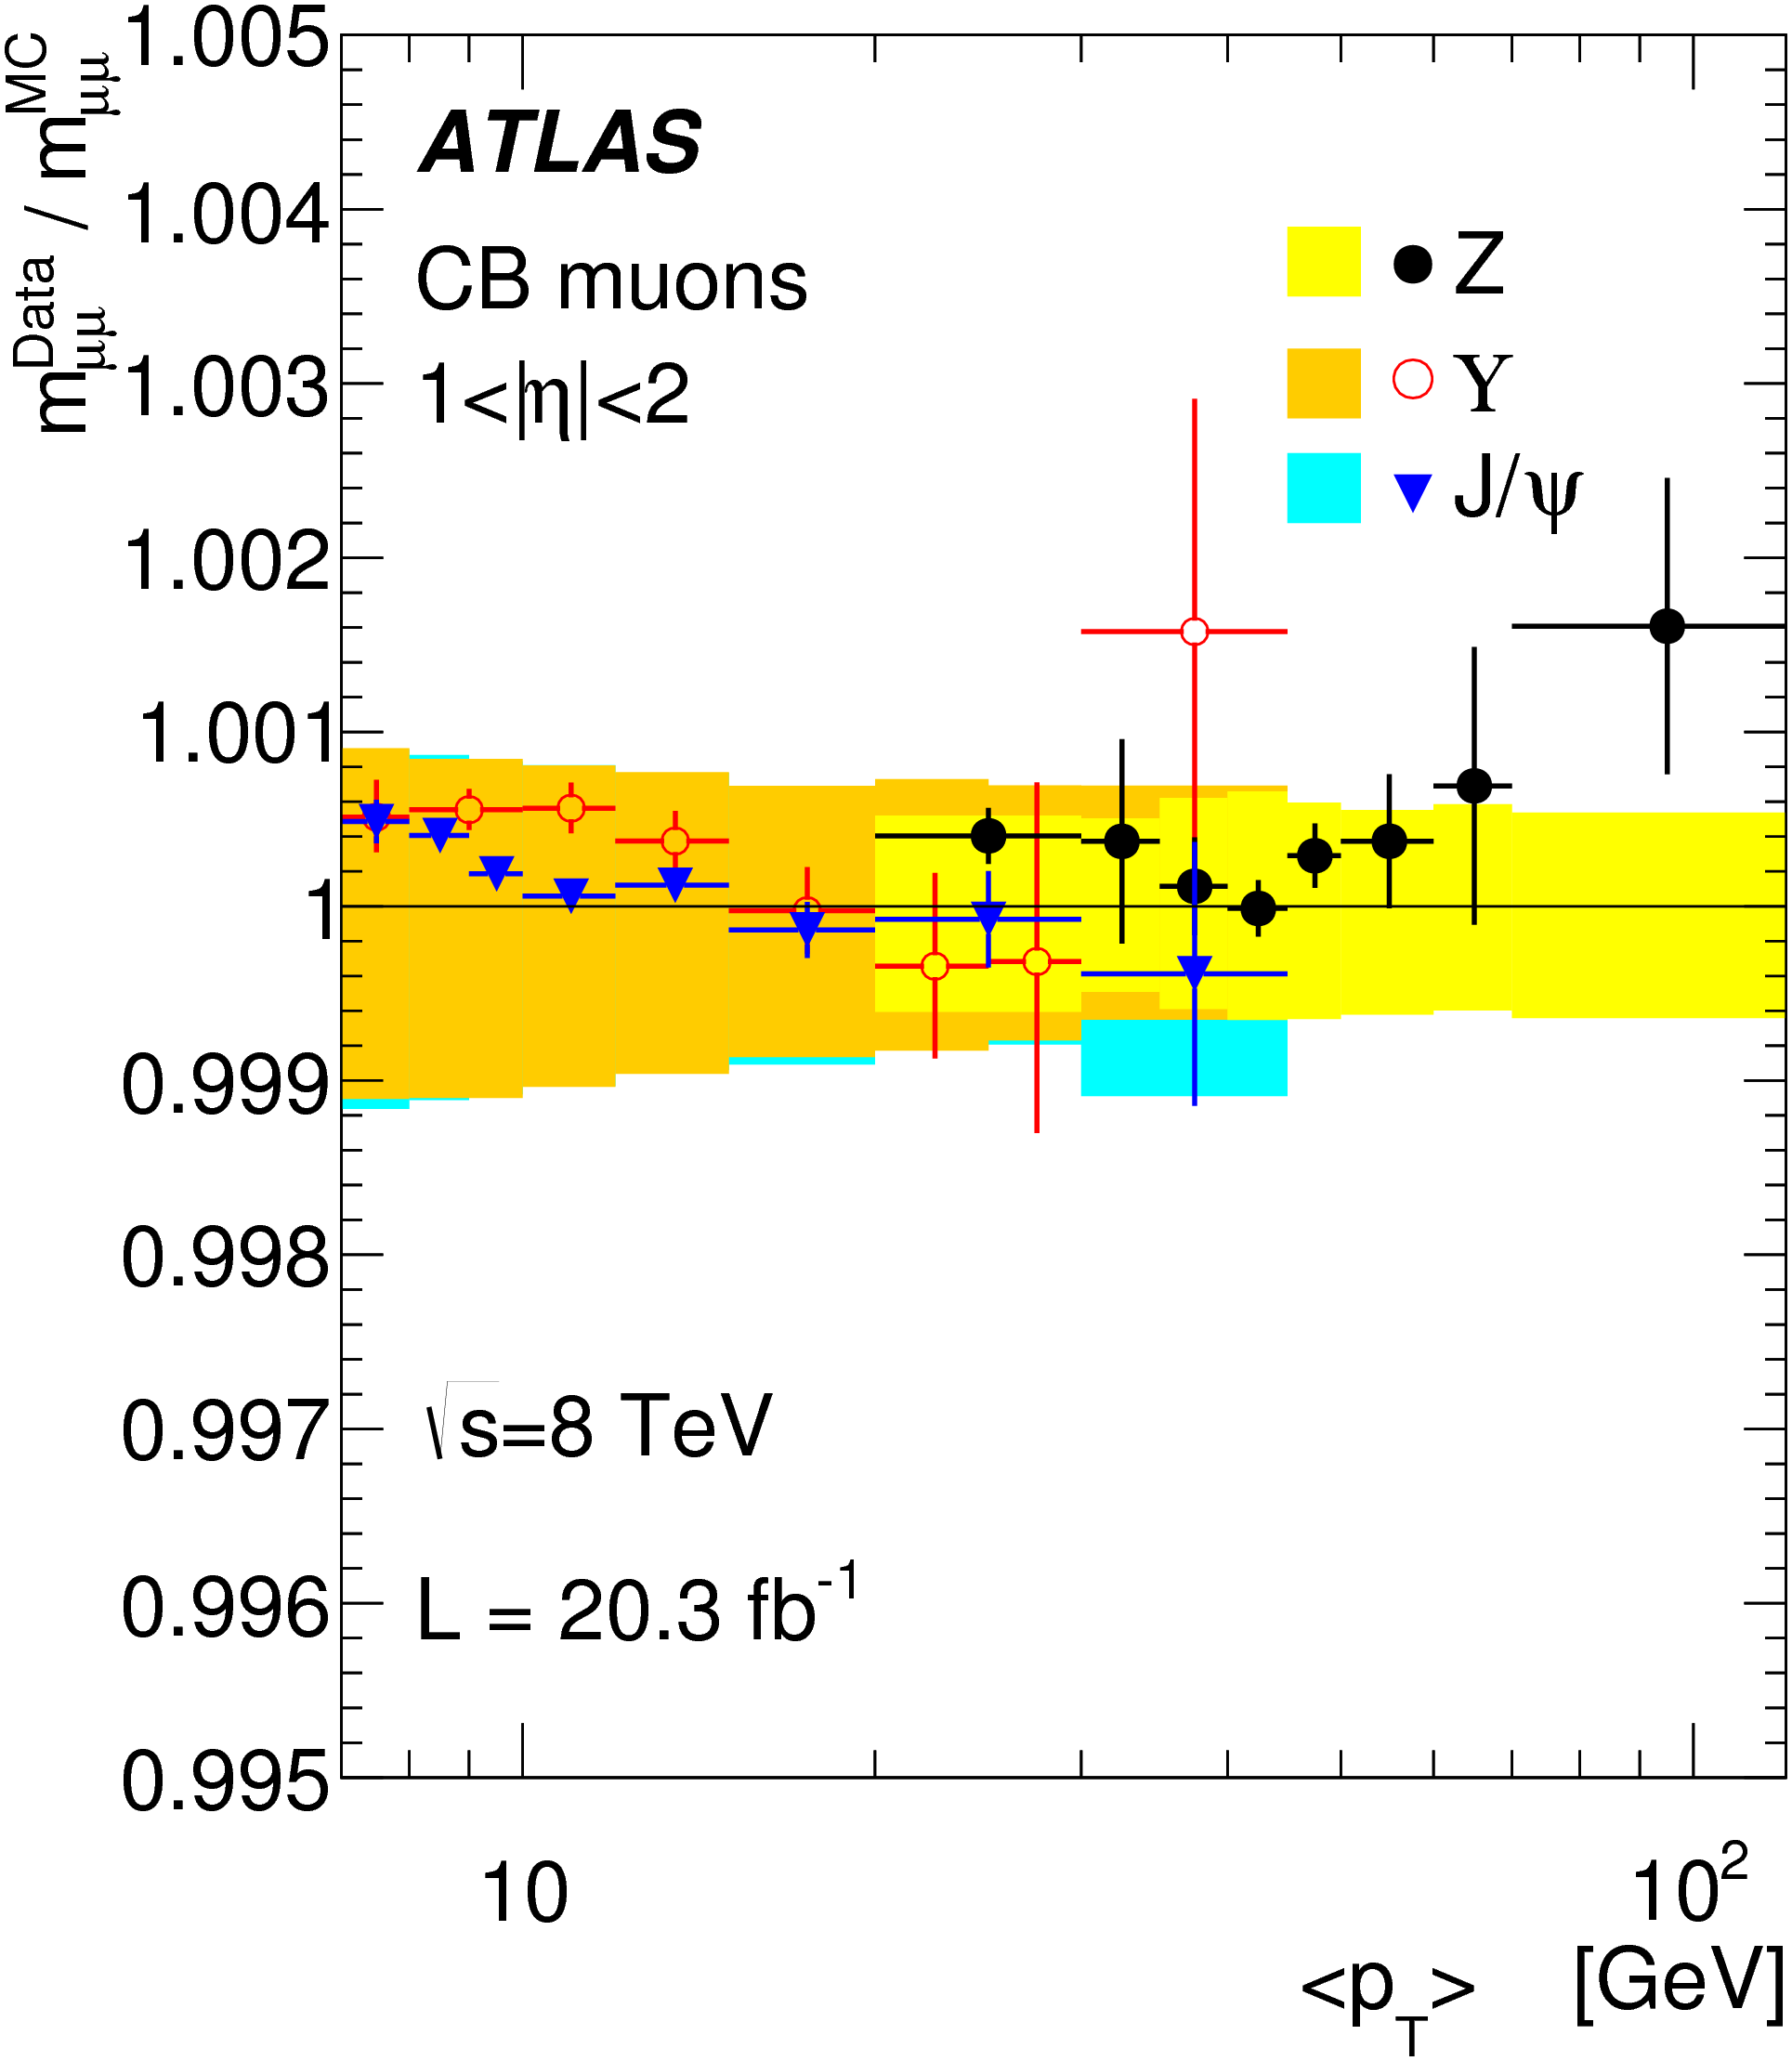 m_μμ^Data / m_μμ^MC
1.005
1.004
1.003
1.002
1.001
1
0.999
0.998
0.997
0.996
0.995
ATLAS
CB muons
1<|η|<2
Z
ϒ
J/ψ
√s=8 TeV
L = 20.3 fb⁻¹
10
10²
<p_T> [GeV]